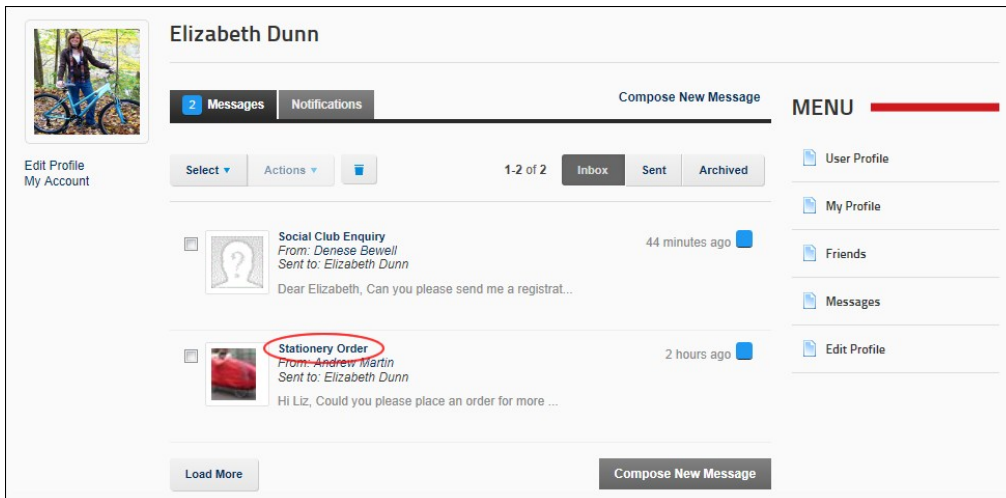 Elizabeth Dunn
Edit Profile
My Account
2 Messages Notifications Compose New Message
Select Actions 1-2 of 2 Inbox Sent Archived
Social Club Enquiry
From: Denese Bewell
Sent to: Elizabeth Dunn
Dear Elizabeth, Can you please send me a registrat...
44 minutes ago
Stationery Order
From: Andrew Martin
Sent to: Elizabeth Dunn
Hi Liz, Could you please place an order for more ...
2 hours ago
Load More Compose New Message
MENU
User Profile
My Profile
Friends
Messages
Edit Profile